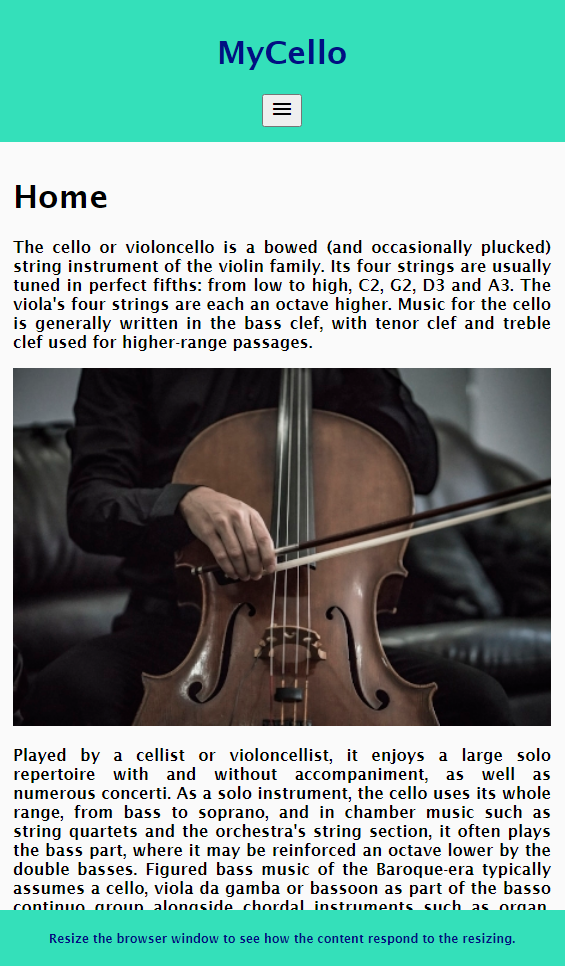 MyCello
Home
The cello or violoncello is a bowed (and occasionally plucked)
string instrument of the violin family. Its four strings are usually
tuned in perfect fifths: from low to high, C2, G2, D3 and A3. The
viola's four strings are each an octave higher. Music for the cello
is generally written in the bass clef, with tenor clef and treble
clef used for higher-range passages.
Played by a cellist or violoncellist, it enjoys a large solo
repertoire with and without accompaniment, as well as
numerous concerti. As a solo instrument, the cello uses its whole
range, from bass to soprano, and in chamber music such as
string quartets and the orchestra's string section, it often plays
the bass part, where it may be reinforced an octave lower by the
double basses. Figured bass music of the Baroque-era typically
assumes a cello, viola da gamba or bassoon as part of the basso
continuo group alongside chordal instruments such as organ,
Resize the browser window to see how the content respond to the resizing.